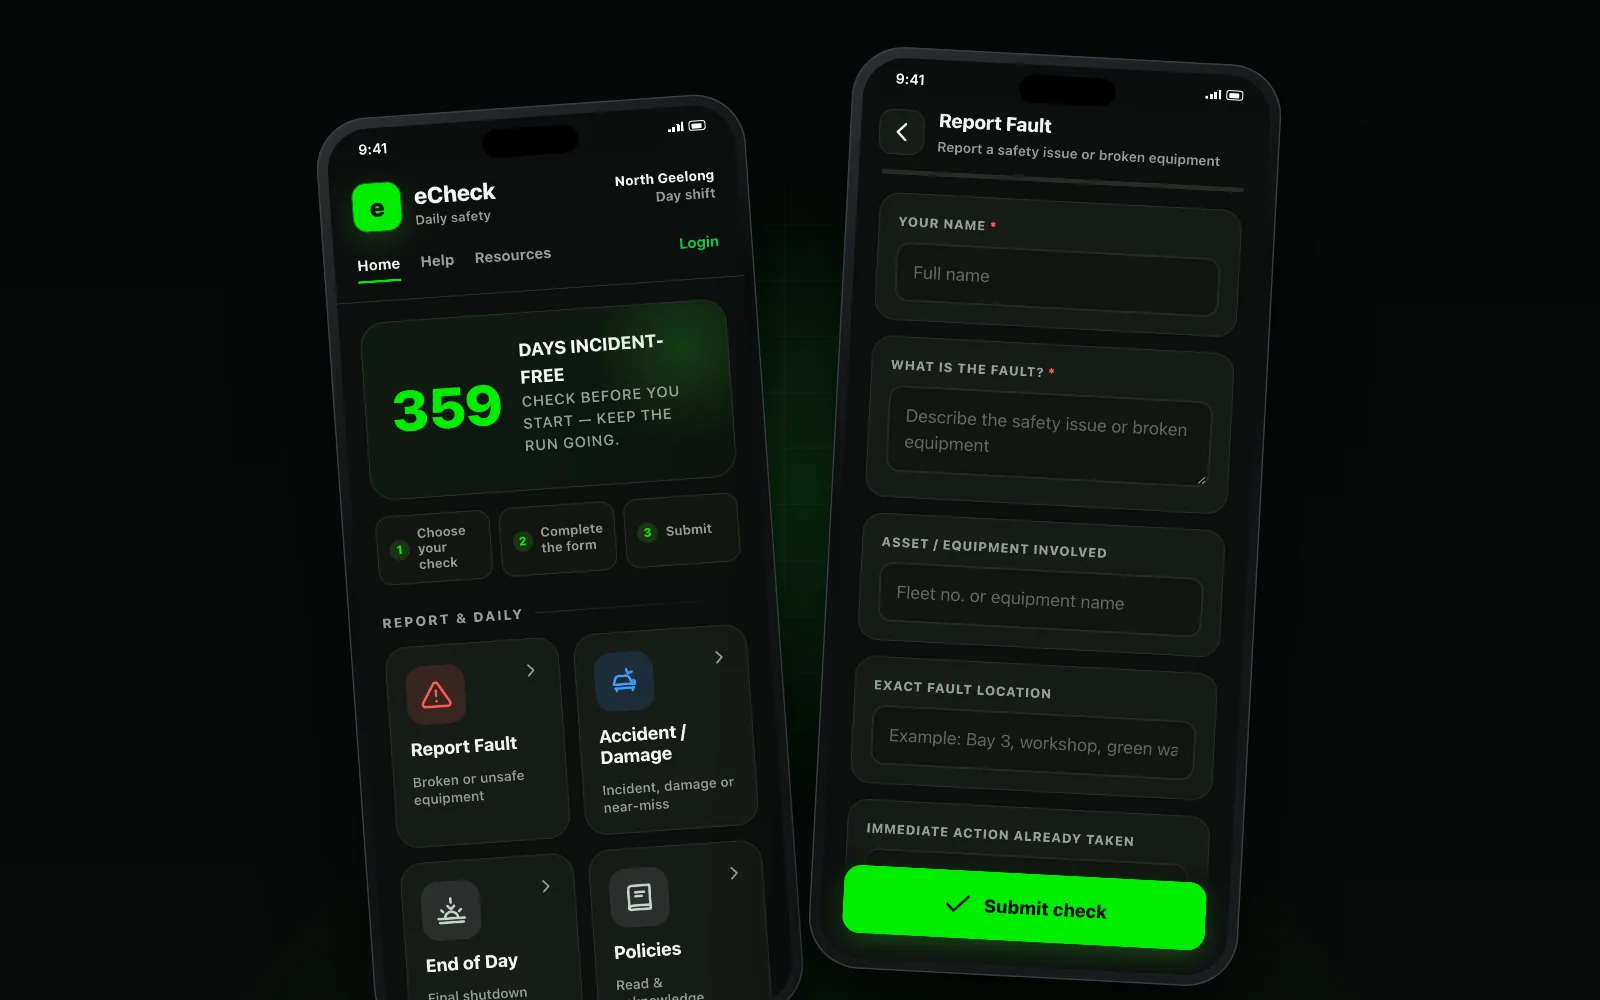 9:41
e
eCheck
Daily safety
North Geelong
Day shift
Home
Help
Resources
Login
359
DAYS INCIDENT-
FREE
CHECK BEFORE YOU
START — KEEP THE
RUN GOING.
1
Choose
your
check
2
Complete
the form
3
Submit
REPORT & DAILY
Report Fault
Broken or unsafe
equipment
Accident /
Damage
Incident, damage or
near-miss
End of Day
Final shutdown
Policies
Read &
acknowledge
9:41
Report Fault
Report a safety issue or broken equipment
YOUR NAME *
Full name
WHAT IS THE FAULT? *
Describe the safety issue or broken
equipment
ASSET / EQUIPMENT INVOLVED
Fleet no. or equipment name
EXACT FAULT LOCATION
Example: Bay 3, workshop, green wa
IMMEDIATE ACTION ALREADY TAKEN
Submit check